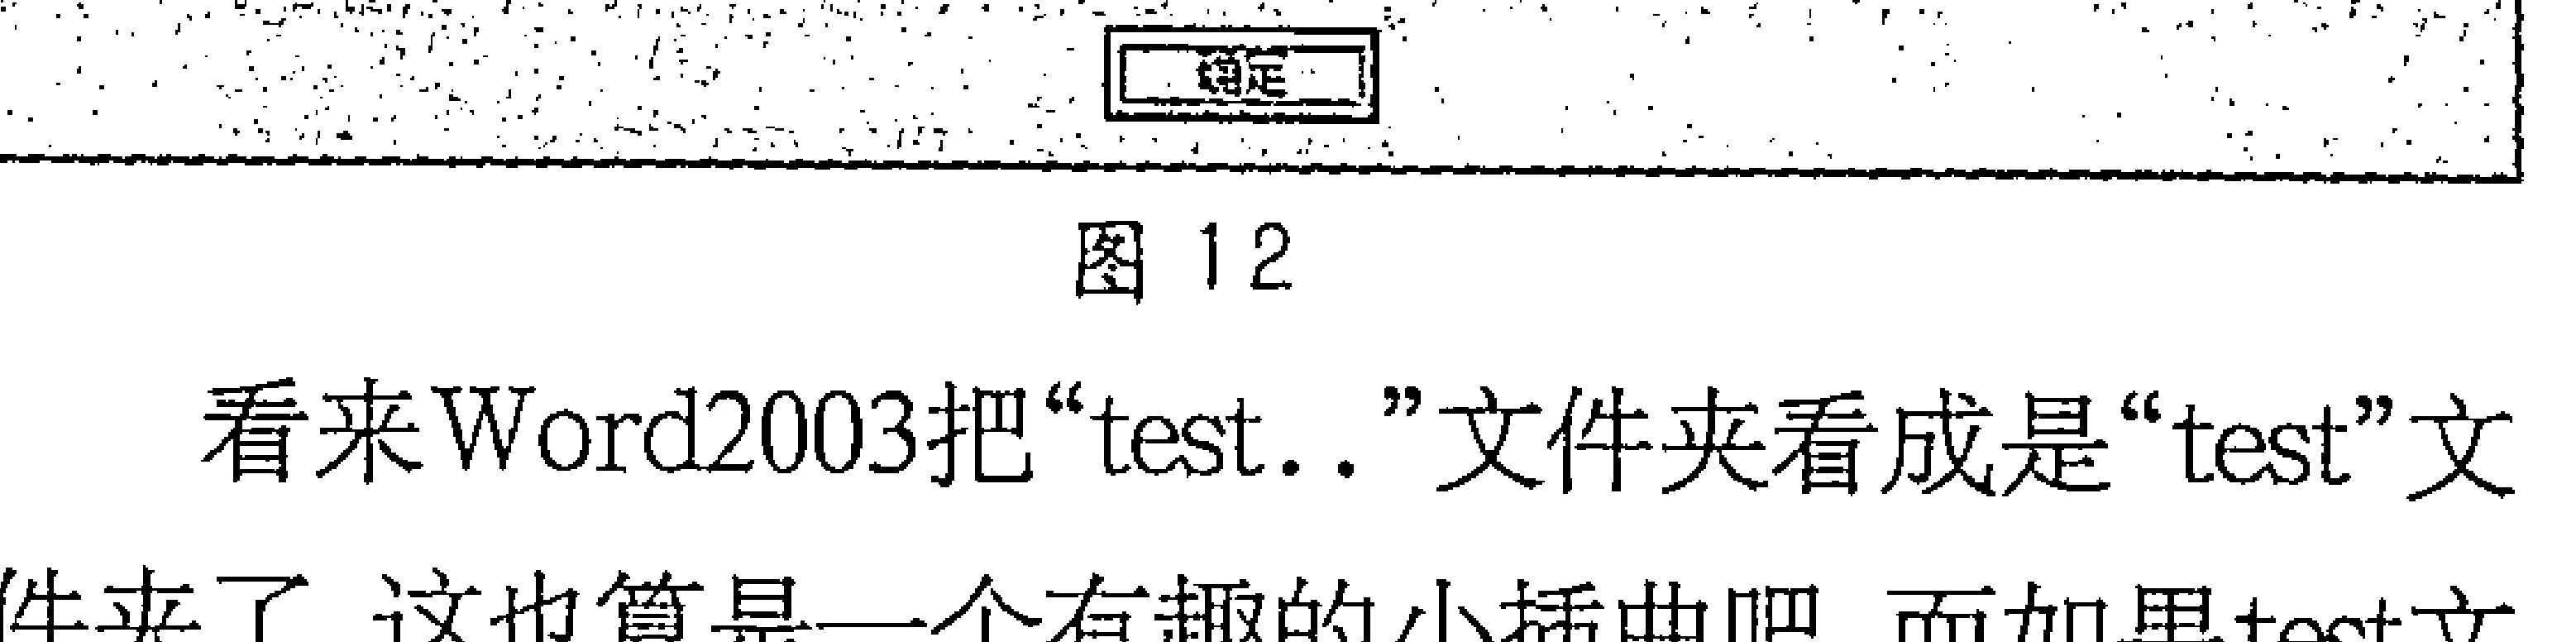 确定
图 12
看来Word2003把“test..”文件夹看成是“test”文
件夹了 这也算是一个有趣的小插曲吧 而如果test文